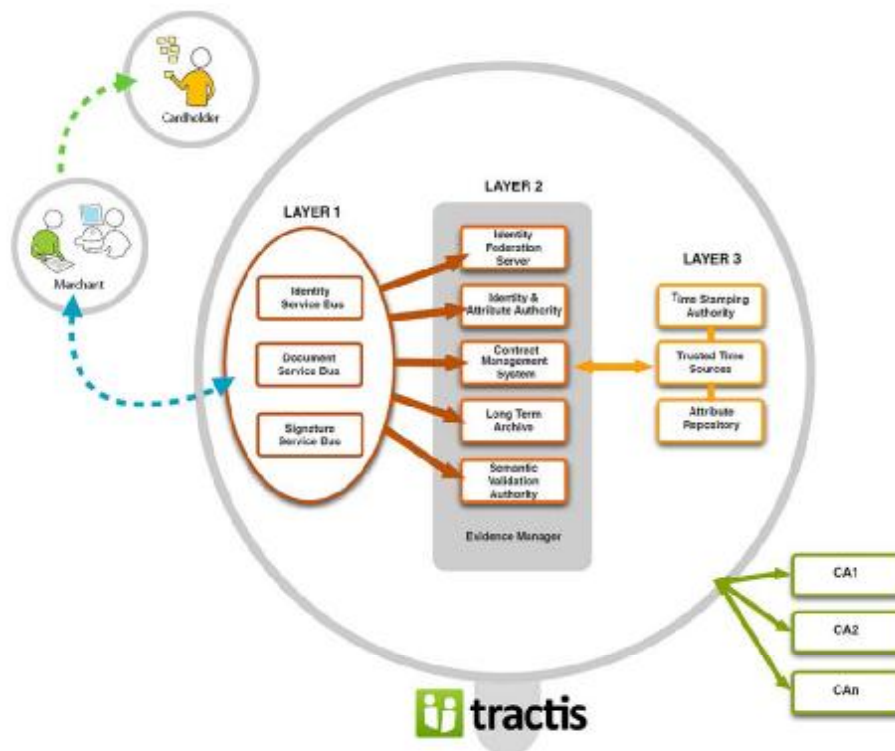 Cardholder
Merchant
LAYER 1
Identity
Service Bus
Document
Service Bus
Signature
Service Bus
LAYER 2
Identity
Federation
Server
Identity &
Attribute Authority
Contract
Management
System
Long Term
Archive
Semantic
Validation
Authority
Evidence Manager
LAYER 3
Time Stamping
Authority
Trusted Time
Sources
Attribute
Repository
CA1
CA2
CAn
tractis